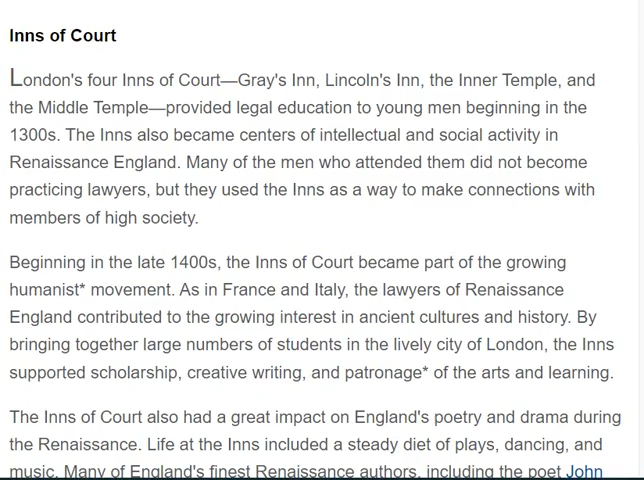 Inns of Court
London's four Inns of Court—Gray's Inn, Lincoln's Inn, the Inner Temple, and
the Middle Temple—provided legal education to young men beginning in the
1300s. The Inns also became centers of intellectual and social activity in
Renaissance England. Many of the men who attended them did not become
practicing lawyers, but they used the Inns as a way to make connections with
members of high society.
Beginning in the late 1400s, the Inns of Court became part of the growing
humanist* movement. As in France and Italy, the lawyers of Renaissance
England contributed to the growing interest in ancient cultures and history. By
bringing together large numbers of students in the lively city of London, the Inns
supported scholarship, creative writing, and patronage* of the arts and learning.
The Inns of Court also had a great impact on England's poetry and drama during
the Renaissance. Life at the Inns included a steady diet of plays, dancing, and
music. Many of England's finest Renaissance authors, including the poet John